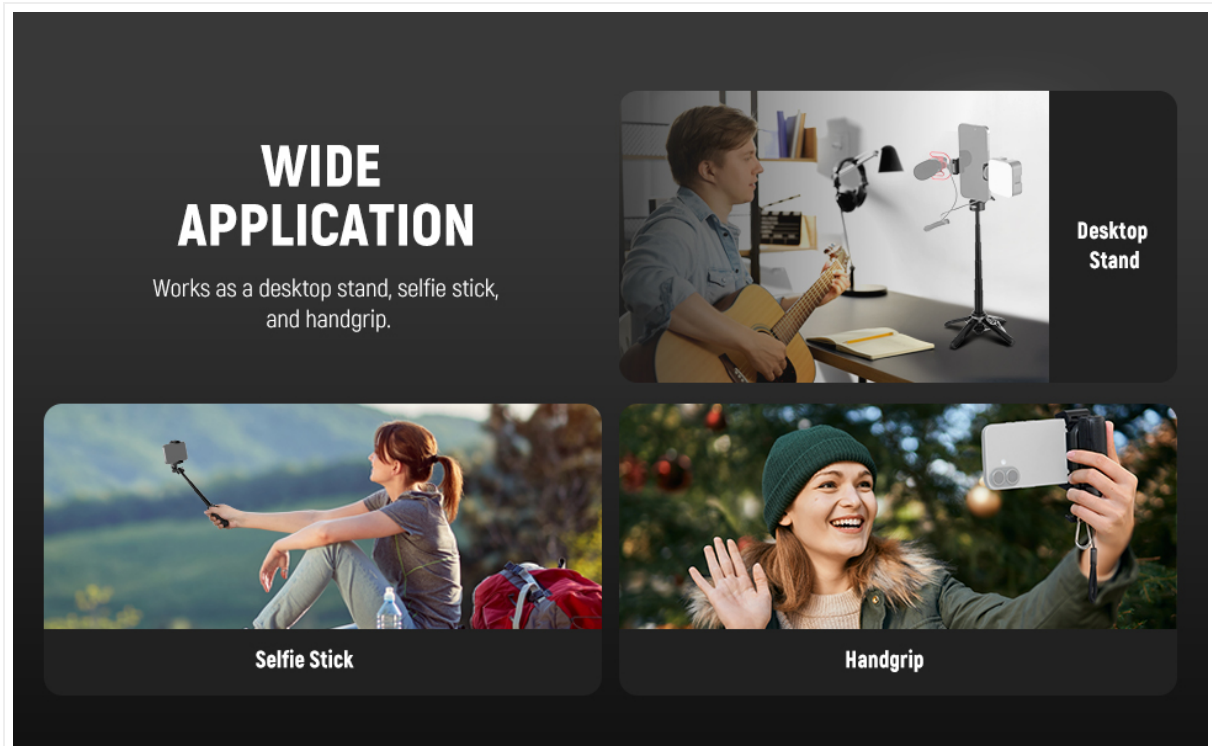 WIDE
APPLICATION
Works as a desktop stand, selfie stick,
and handgrip.
Desktop
Stand
Selfie Stick
Handgrip